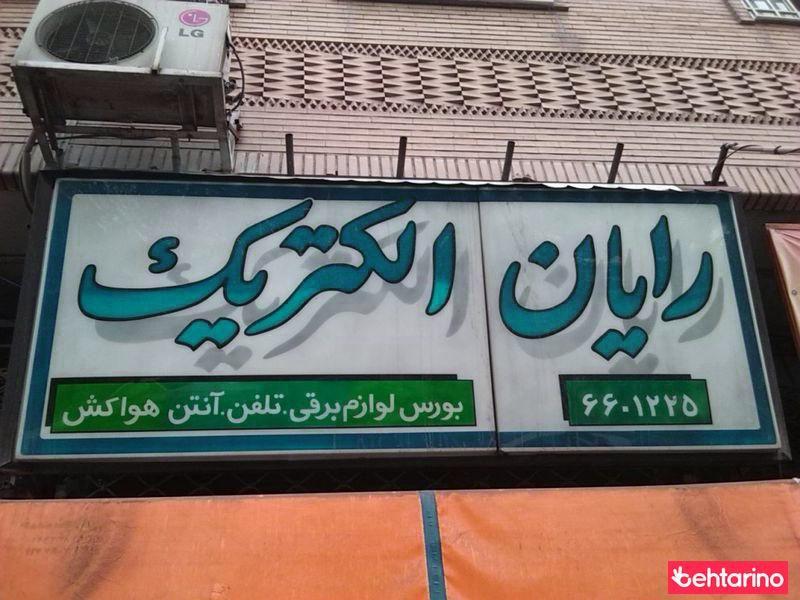 LG
رایان الکتریک
۶۶۰۱۲۲۵
بورس لوازم برقی.تلفن.آنتن هواکش
behtarino